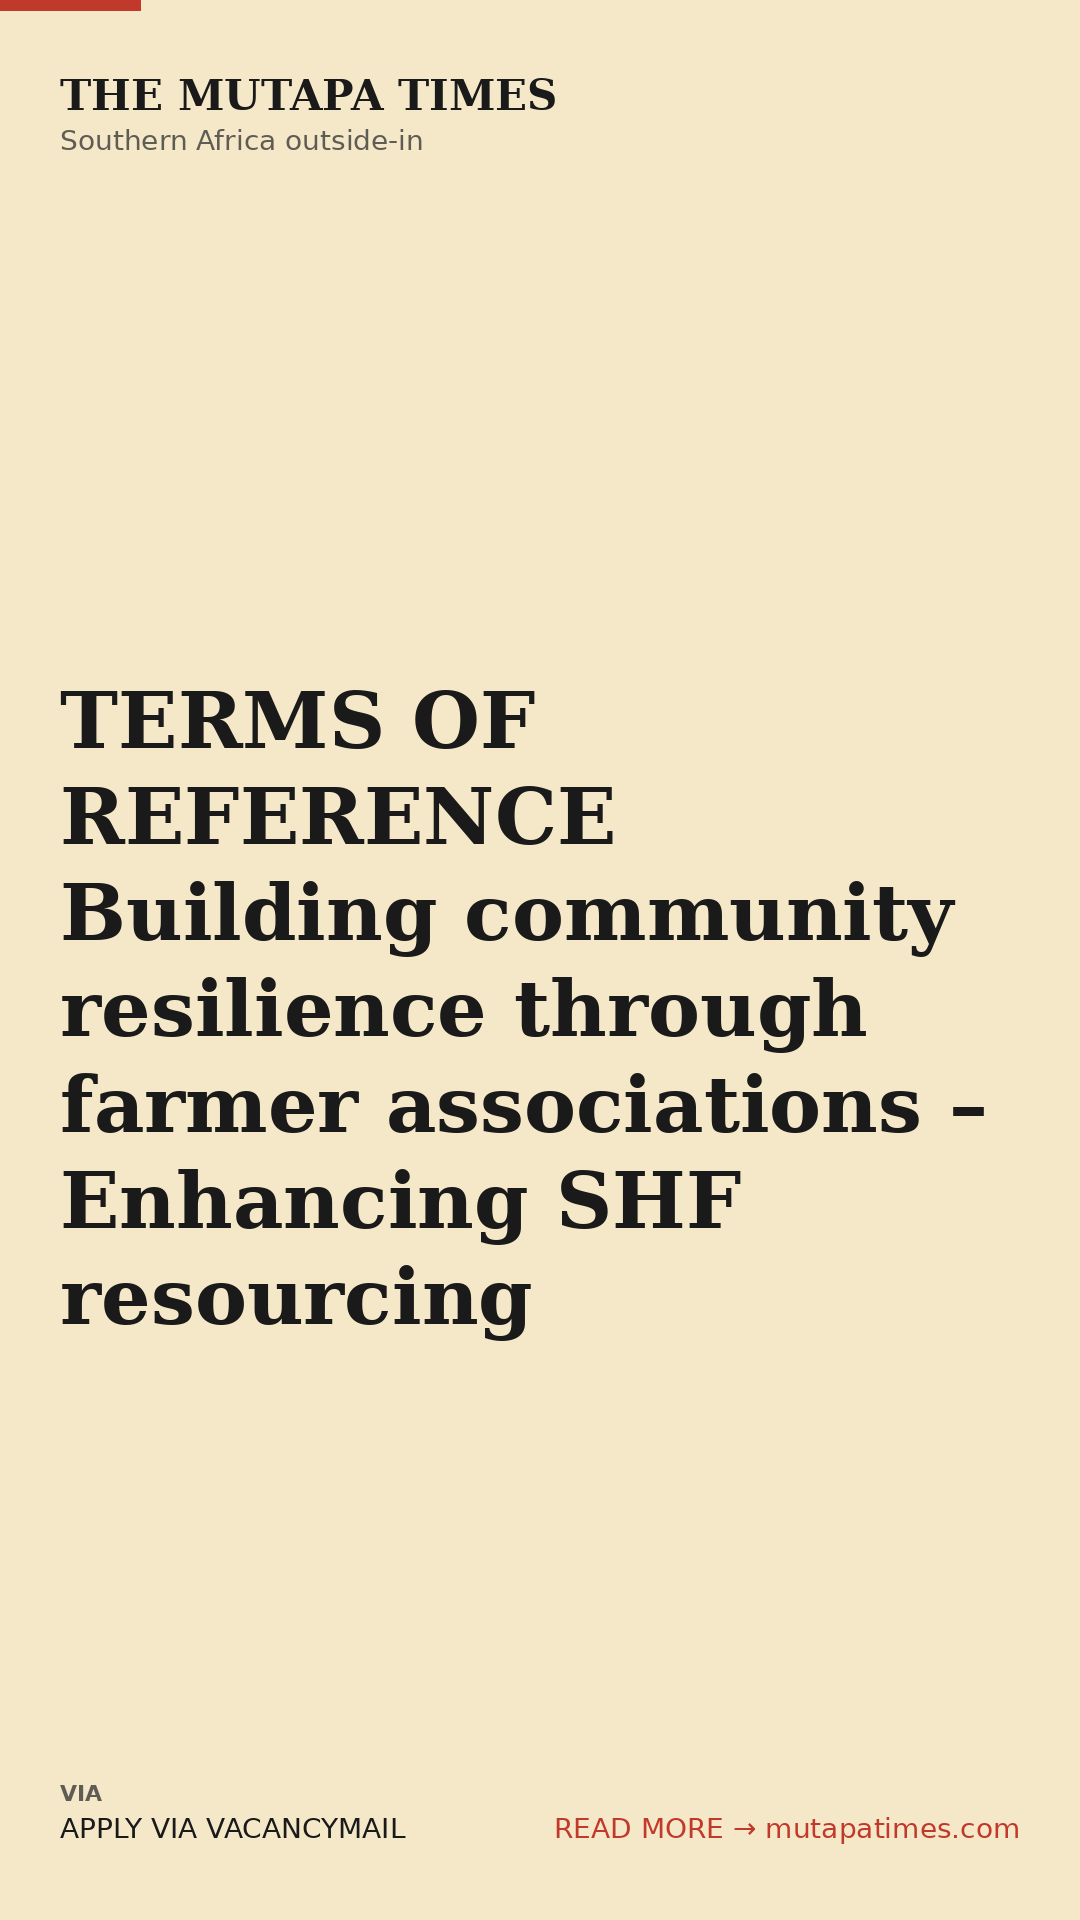 THE MUTAPA TIMES
Southern Africa outside-in
TERMS OF
REFERENCE
Building community
resilience through
farmer associations –
Enhancing SHF
resourcing
VIA
APPLY VIA VACANCYMAIL
READ MORE → mutapatimes.com